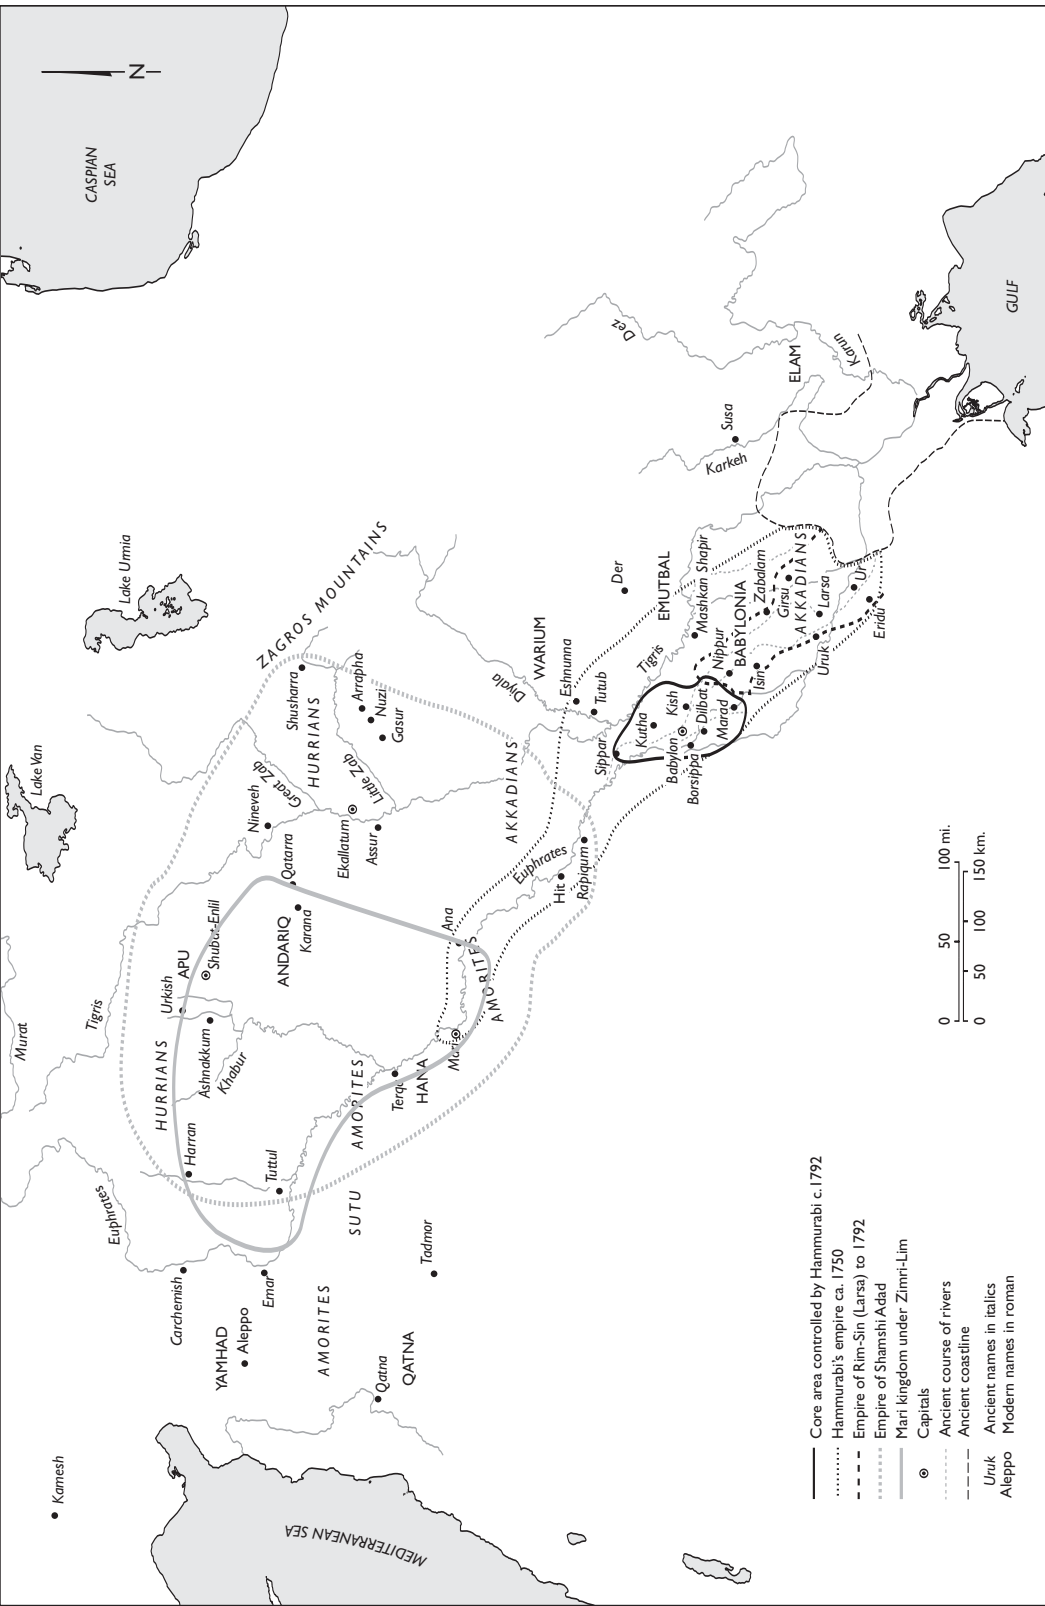 CASPIAN
SEA
N
Lake Urmia
Lake Van
Murat
Tigris
Euphrates
ZAGROS MOUNTAINS
Kamesh
Carchemish
YAMHAD
Aleppo
Emar
Harran
HURRIANS
Urkish
APU
Shubat-Enlil
Ashnakkum
Khabur
Tuttul
Nineveh
Great Zab
Qatarra
ANDARIQ
Karana
Shusharra
HURRIANS
Arrapha
Nuzi
Gasur
Little Zab
Ekallatum
Assur
AMORITES
Qatna
QATNA
SUTU
Tadmor
AMORITES
Terqa
HANA
Mari
AMORITES
Ana
AKKADIANS
Euphrates
Hit
Rapiqum
Diyala
WARIUM
Eshnunna
Tutub
Der
Dez
Tigris
EMUTBAL
Mashkan Shapir
Sippar
Kutha
Kish
Babylon
Borsippa
Dilbat
Marad
Nippur
BABYLONIA
Isin
Zabalam
Girsu
AKKADIANS
Larsa
Uruk
Ur
Eridu
Susa
Karkeh
ELAM
Karun
GULF
MEDITERRANEAN SEA
0 50 100 mi.
0 50 100 150 km.
Core area controlled by Hammurabi c.1792
Hammurabi's empire ca. 1750
Empire of Rim-Sin (Larsa) to 1792
Empire of Shamshi Adad
Mari kingdom under Zimri-Lim
Capitals
Ancient course of rivers
Ancient coastline
Uruk Ancient names in italics
Aleppo Modern names in roman